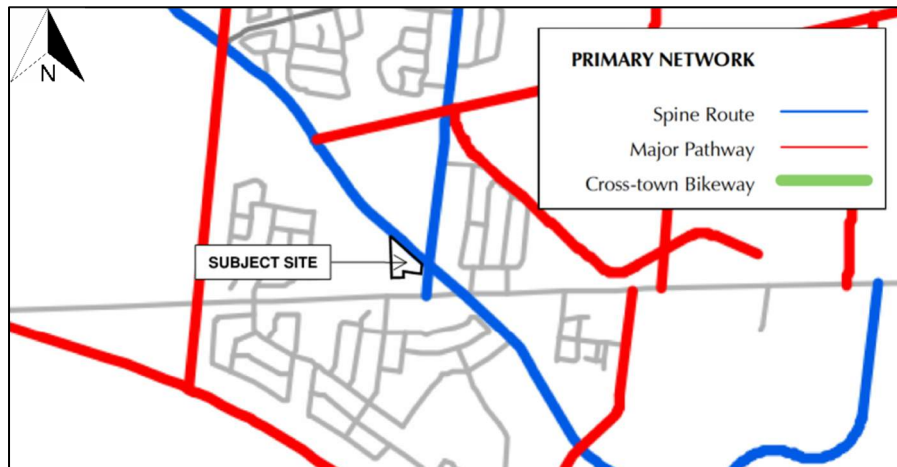 N
PRIMARY NETWORK
Spine Route
Major Pathway
Cross-town Bikeway
SUBJECT SITE